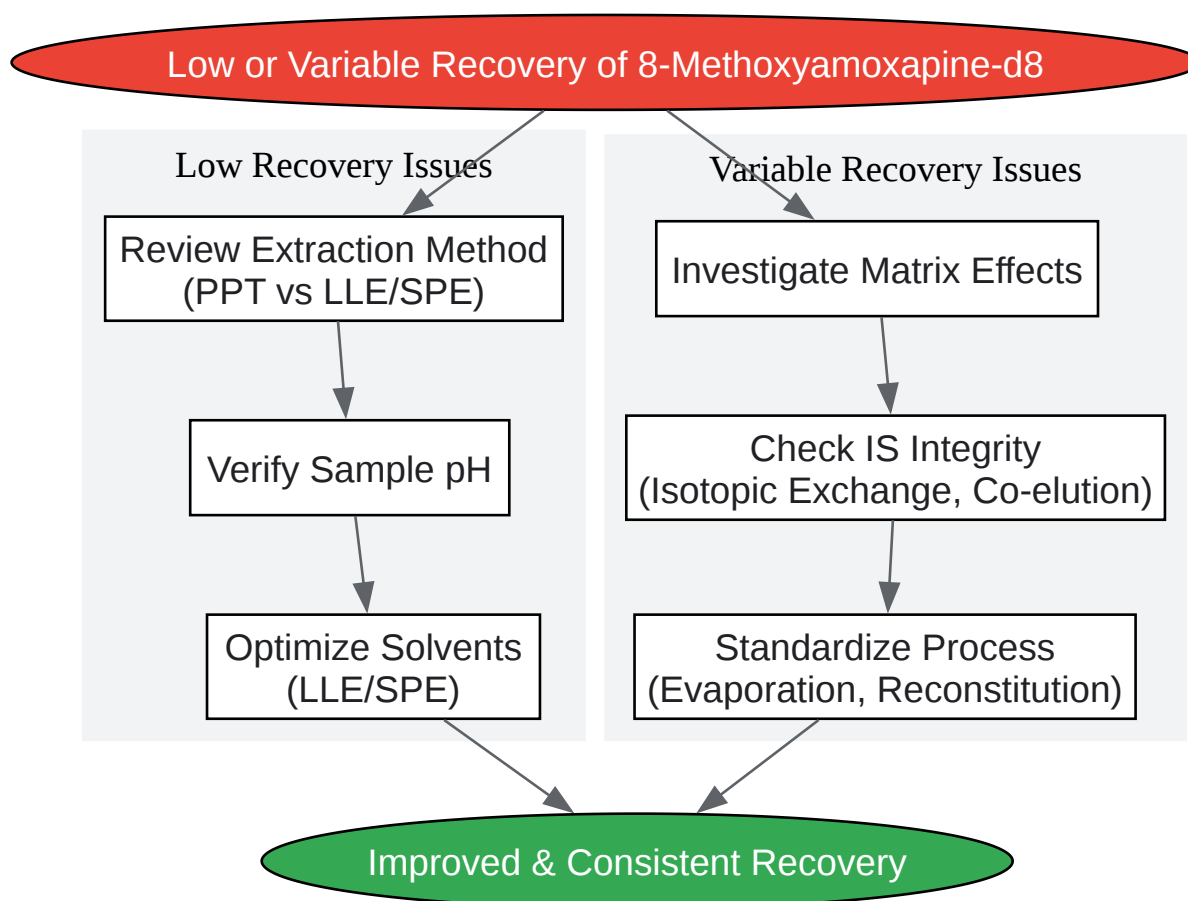 Low or Variable Recovery of 8-Methoxyamoxapine-d8
Low Recovery Issues
Review Extraction Method
(PPT vs LLE/SPE)
Verify Sample pH
Optimize Solvents
(LLE/SPE)
Variable Recovery Issues
Investigate Matrix Effects
Check IS Integrity
(Isotopic Exchange, Co-elution)
Standardize Process
(Evaporation, Reconstitution)
Improved & Consistent Recovery